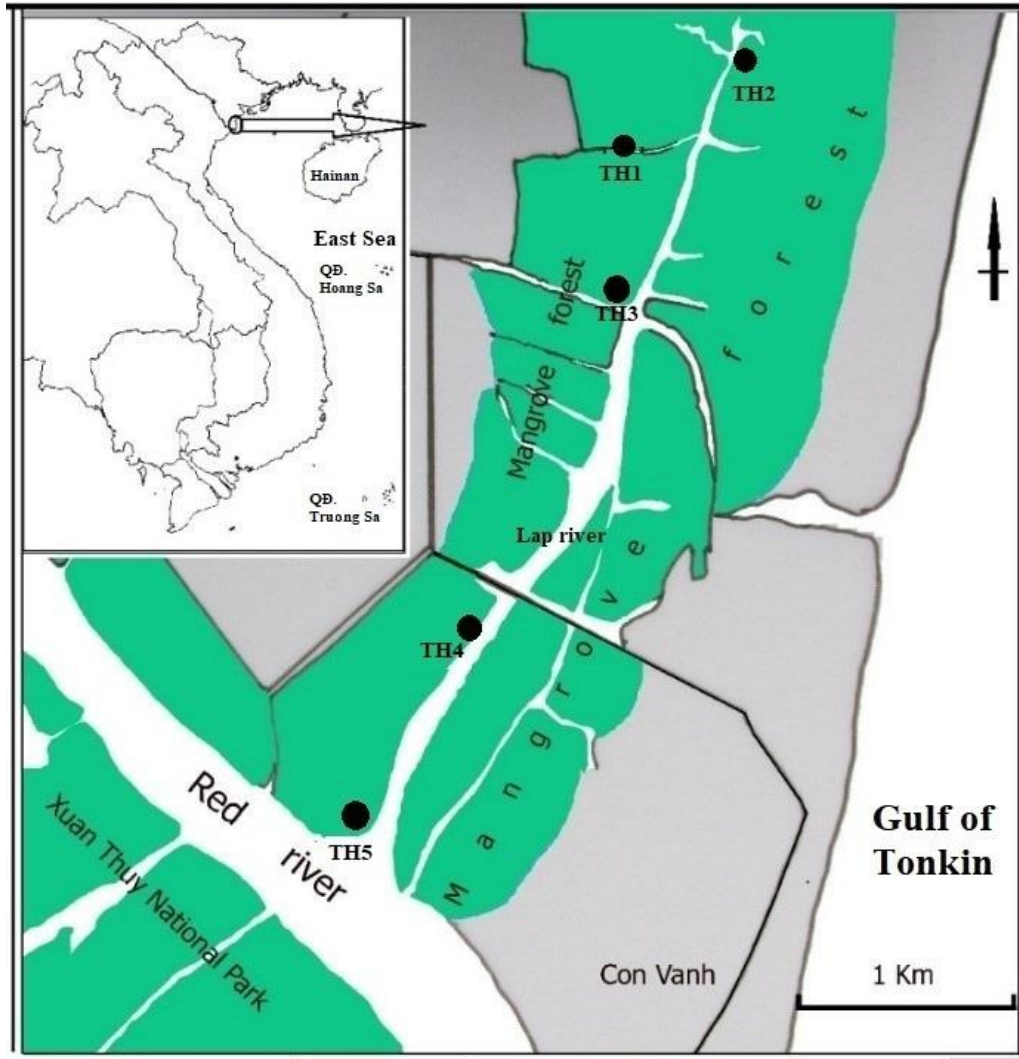 Hainan
East Sea
QĐ.
Hoang Sa
QĐ.
Truong Sa
TH2
TH1
TH3
forest
Mangrove
Lap river
TH4
TH5
Mangrove
forest
Red
river
Xuan Thuy National Park
Gulf of
Tonkin
Con Vanh
1 Km